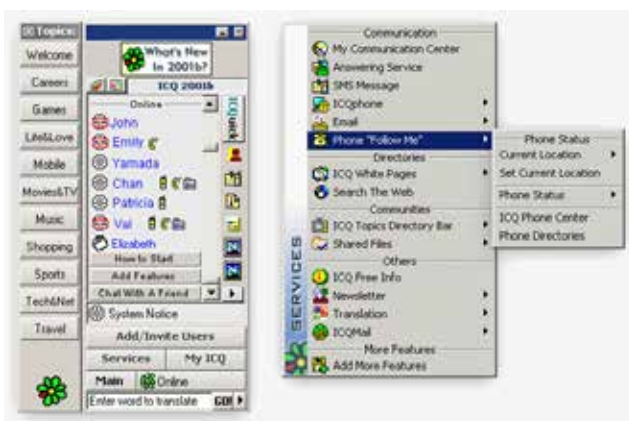 ICQ Topics:
Welcome
Careers
Games
Life&Love
Mobile
Movies&TV
Music
Shopping
Sports
Tech&Net
Travel
What's New
In 2001b?
ICQ 2001b
Online
John
Emily
Yamada
Chan
Patricia
Val
Elizabeth
How to Start
Add Features
Chat With A Friend
System Notice
Add/Invite Users
Services
My ICQ
Main
Online
Enter word to translate
GO!
ICQuick
SERVICES
Communication
My Communication Center
Answering Service
SMS Message
ICQphone
Email
Phone "Follow Me"
Directories
ICQ White Pages
Search The Web
Communities
ICQ Topics Directory Bar
Shared Files
Others
ICQ Free Info
Newsletter
Translation
ICQMail
More Features
Add More Features
Phone Status
Current Location
Set Current Location
Phone Status
ICQ Phone Center
Phone Directories